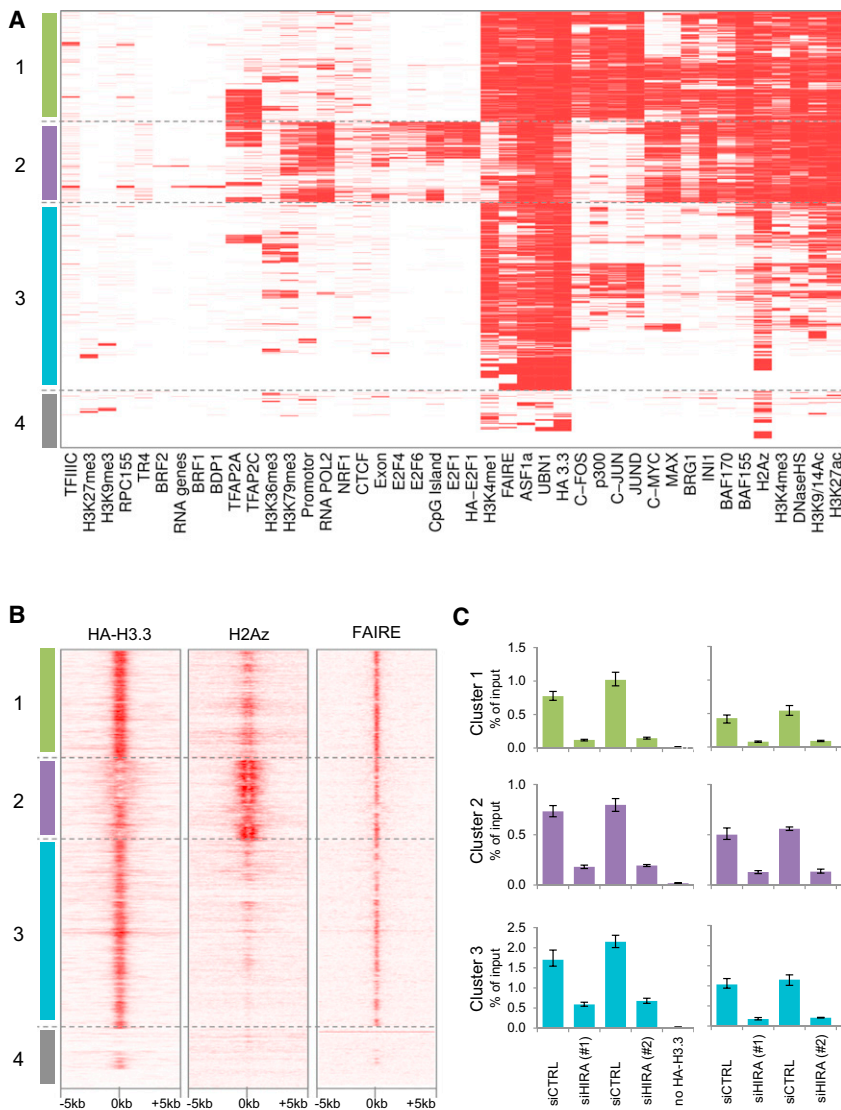 A
1
2
3
4
TFIIIC
H3K27me3
H3K9me3
RPC155
TR4
BRF2
RNA genes
BRF1
BDP1
TFAP2A
TFAP2C
H3K36me3
H3K79me3
Promotor
RNA POL2
NRF1
CTCF
Exon
E2F4
E2F6
CpG Island
E2F1
HA-E2F1
H3K4me1
FAIRE
ASF1a
UBN1
HA 3.3
C-FOS
p300
C-JUN
JUND
C-MYC
MAX
BRG1
INI1
BAF170
BAF155
H2Az
H3K4me3
DNaseHS
H3K9/14Ac
H3K27ac
B
HA-H3.3 H2Az FAIRE
1
2
3
4
-5kb 0kb +5kb -5kb 0kb +5kb -5kb 0kb +5kb
C
Cluster 1
% of input
1.5
1.0
0.5
0.0
Cluster 2
% of input
1.0
0.5
0.0
Cluster 3
% of input
2.5
2.0
1.5
1.0
0.5
0.0
siCTRL
siHIRA (#1)
siCTRL
siHIRA (#2)
no HA-H3.3
siCTRL
siHIRA (#1)
siCTRL
siHIRA (#2)